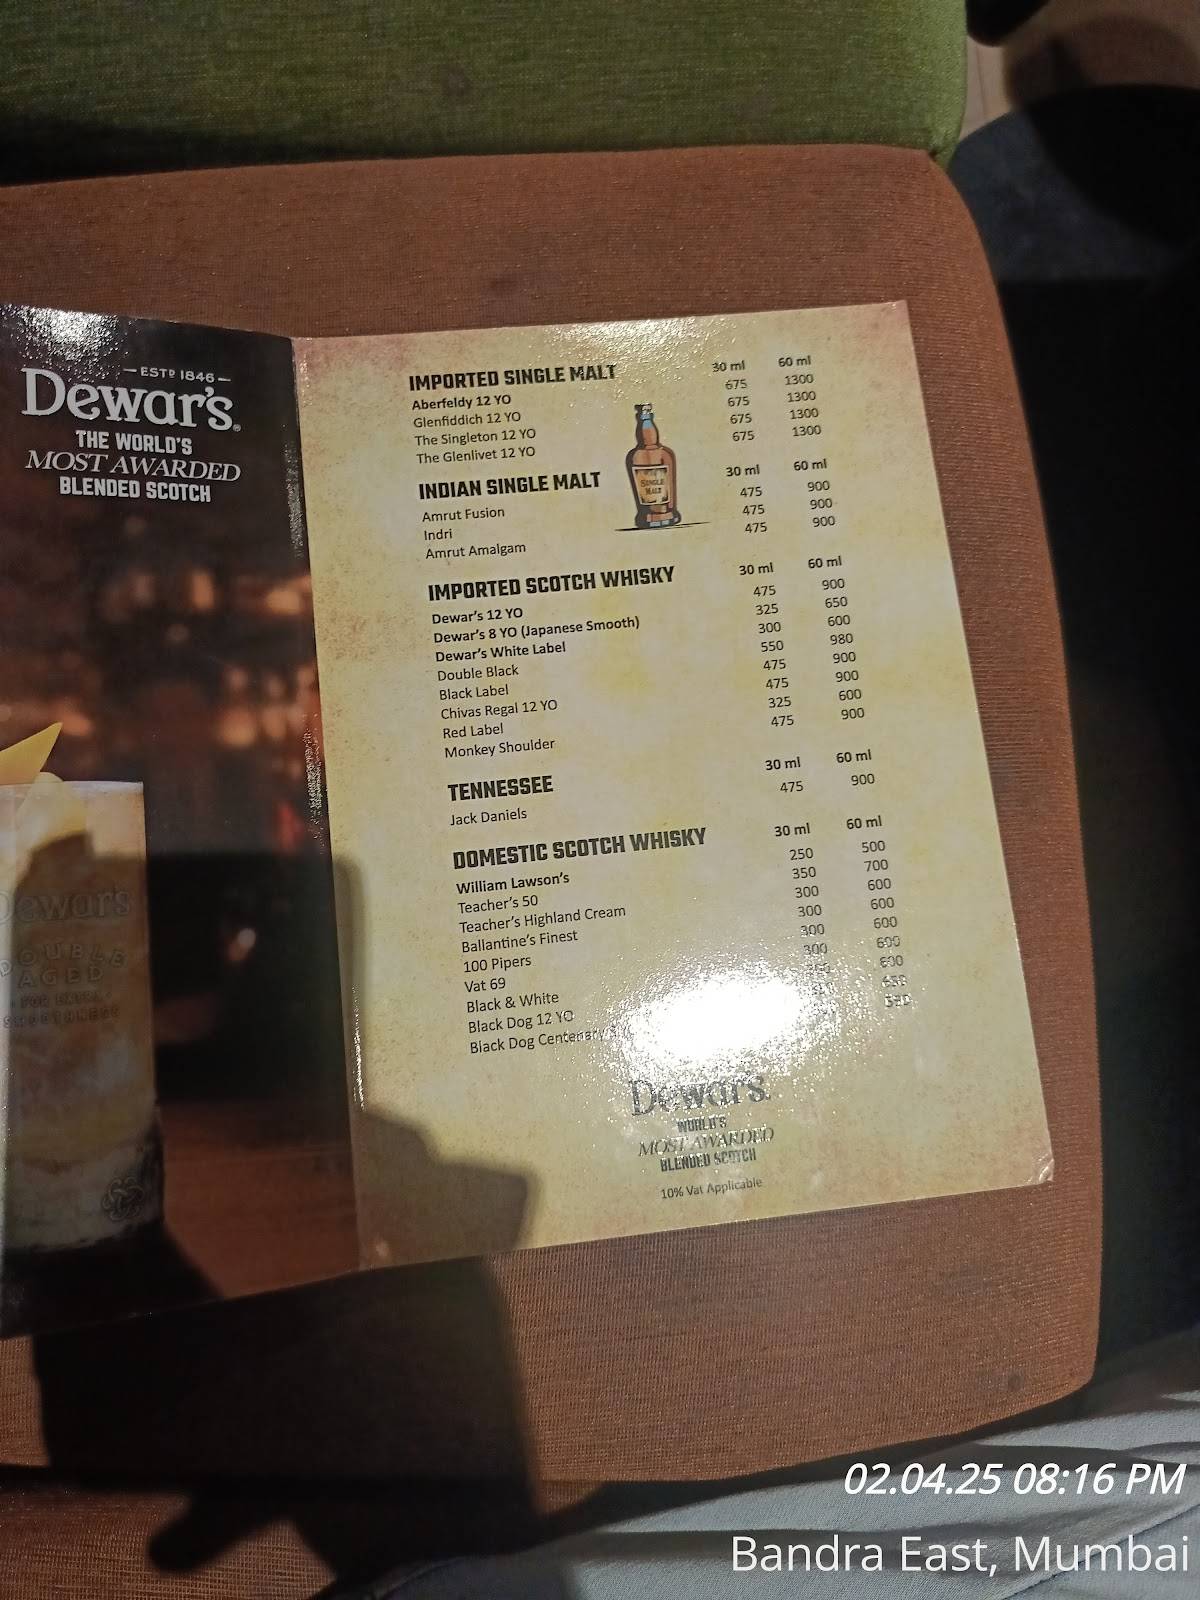 ESTD 1846
Dewar's
THE WORLD'S
MOST AWARDED
BLENDED SCOTCH
Dewar's
DOUBLE
AGED
FOR EXTRA
SMOOTHNESS
IMPORTED SINGLE MALT 30 ml 60 ml
Aberfeldy 12 YO 675 1300
Glenfiddich 12 YO 675 1300
The Singleton 12 YO 675 1300
The Glenlivet 12 YO 675 1300
SINGLE
MALT
INDIAN SINGLE MALT 30 ml 60 ml
Amrut Fusion 475 900
Indri 475 900
Amrut Amalgam 475 900
IMPORTED SCOTCH WHISKY 30 ml 60 ml
Dewar's 12 YO 475 900
Dewar's 8 YO (Japanese Smooth) 325 650
Dewar's White Label 300 600
Double Black 550 980
Black Label 475 900
Chivas Regal 12 YO 475 900
Red Label 325 600
Monkey Shoulder 475 900
TENNESSEE 30 ml 60 ml
Jack Daniels 475 900
DOMESTIC SCOTCH WHISKY 30 ml 60 ml
William Lawson's 250 500
Teacher's 50 350 700
Teacher's Highland Cream 300 600
Ballantine's Finest 300 600
100 Pipers 300 600
Vat 69 300 600
Black & White 600
Black Dog 12 YO 650
Black Dog Centenary
Dewar's
WORLD'S
MOST AWARDED
BLENDED SCOTCH
10% Vat Applicable
02.04.25 08:16 PM
Bandra East, Mumbai